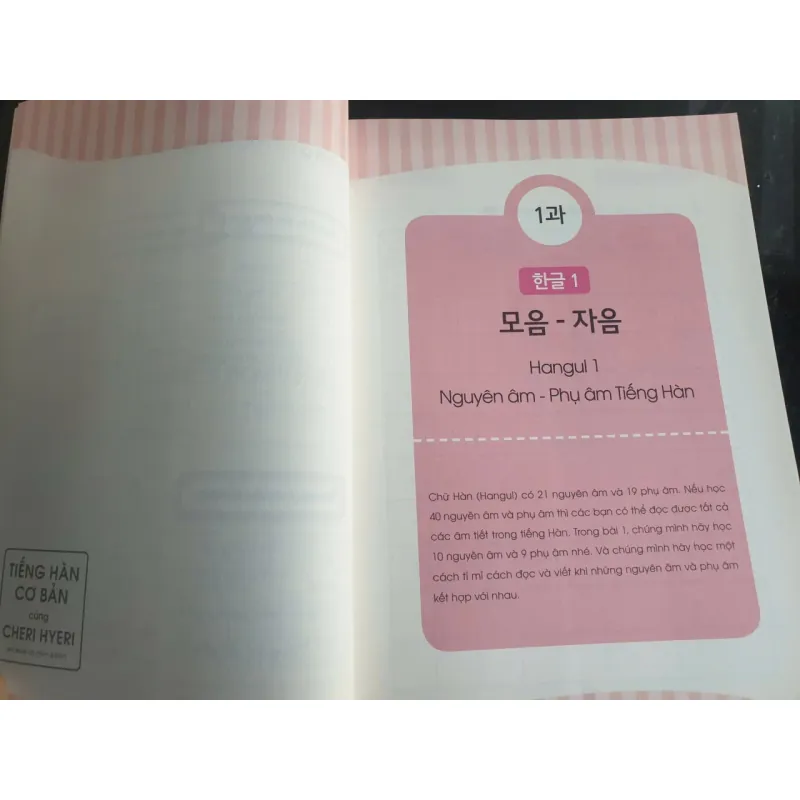 TIẾNG HÀN
CƠ BẢN
cùng
CHERI HYERI
1과
한글 1
모음 - 자음
Hangul 1
Nguyên âm - Phụ âm Tiếng Hàn
Chữ Hàn (Hangul) có 21 nguyên âm và 19 phụ âm. Nếu học
40 nguyên âm và phụ âm thì các bạn có thể đọc được tất cả
các âm tiết trong tiếng Hàn. Trong bài 1, chúng mình hãy học
10 nguyên âm và 9 phụ âm nhé. Và chúng mình hãy học một
cách tỉ mỉ cách đọc và viết khi những nguyên âm và phụ âm
kết hợp với nhau.